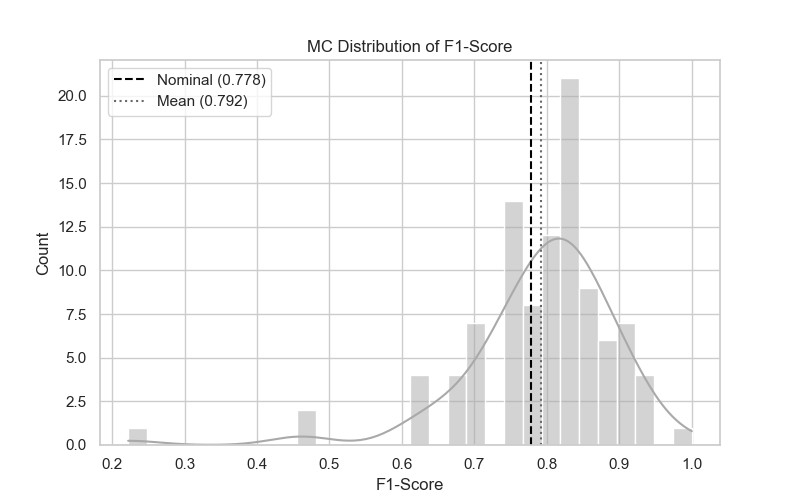 MC Distribution of F1-Score
Nominal (0.778)
Mean (0.792)
20.0
17.5
15.0
12.5
10.0
7.5
5.0
2.5
0.0
Count
0.2 0.3 0.4 0.5 0.6 0.7 0.8 0.9 1.0
F1-Score